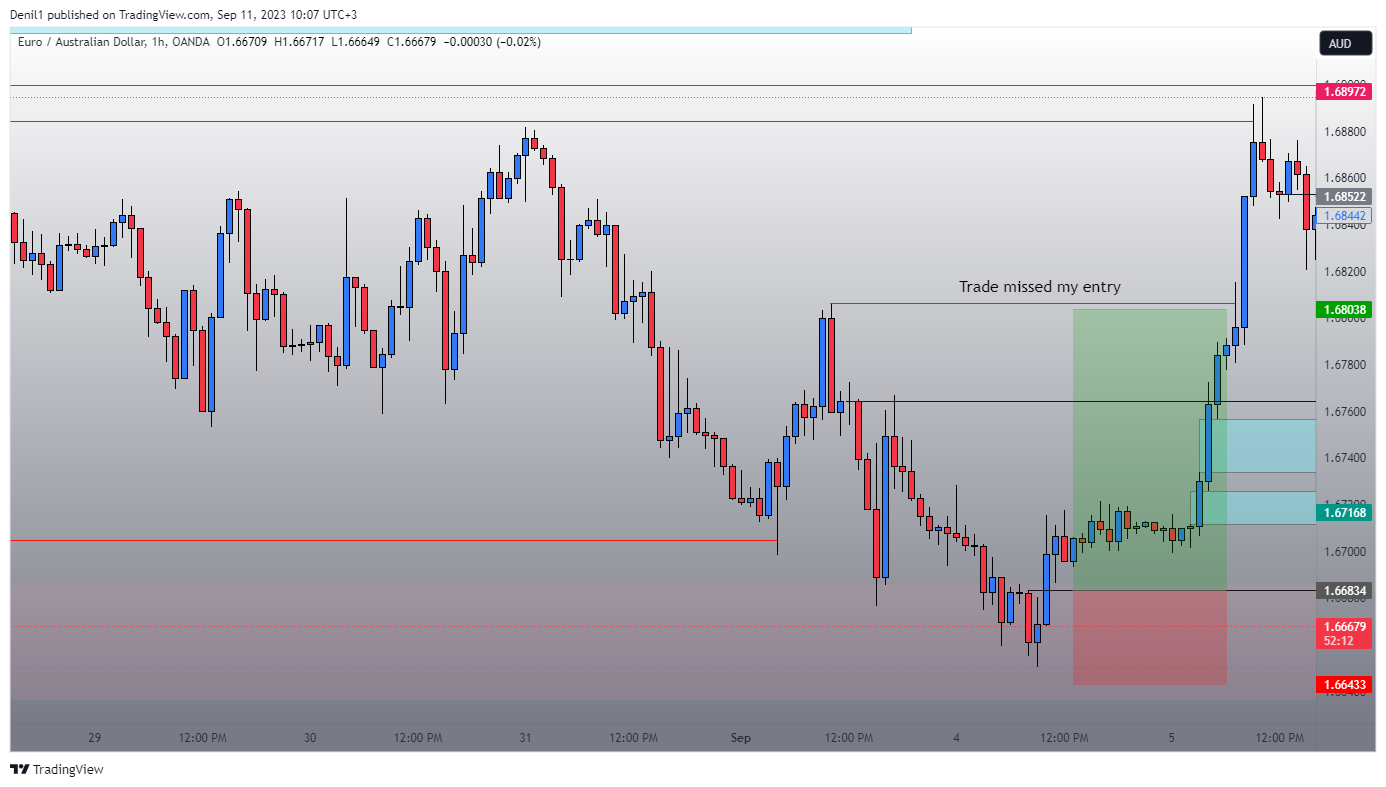 Denil1 published on TradingView.com, Sep 11, 2023 10:07 UTC+3
Euro / Australian Dollar, 1h, OANDA O1.66709 H1.66717 L1.66649 C1.66679 −0.00030 (−0.02%)
AUD
1.68972
1.68800
1.68600
1.68522
1.68442
1.68400
1.68200
Trade missed my entry
1.68038
1.67800
1.67600
1.67400
1.67168
1.67000
1.66834
1.66679
52:12
1.66433
29 12:00 PM 30 12:00 PM 31 12:00 PM Sep 12:00 PM 4 12:00 PM 5 12:00 PM
TradingView